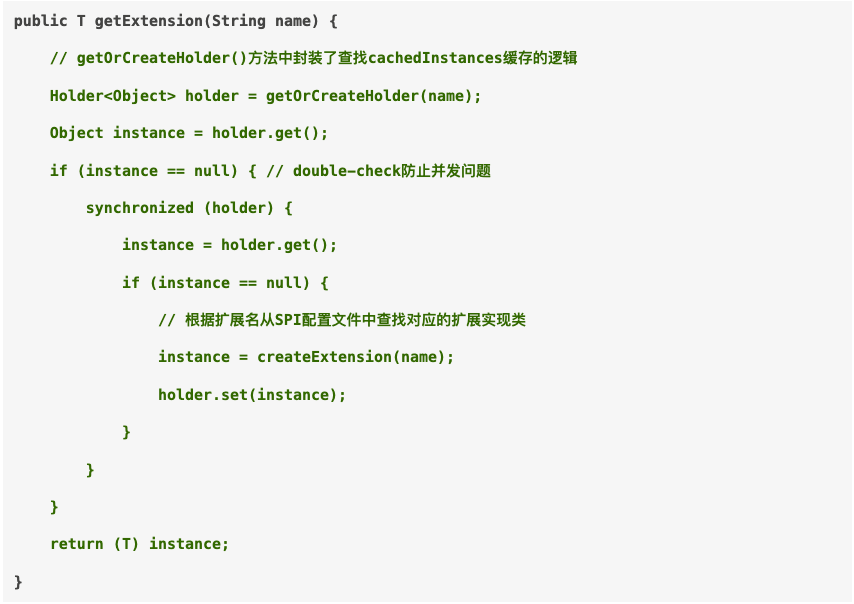 public T getExtension(String name) {
    // getOrCreateHolder()方法中封装了查找cachedInstances缓存的逻辑
    Holder<Object> holder = getOrCreateHolder(name);
    Object instance = holder.get();
    if (instance == null) { // double-check防止并发问题
        synchronized (holder) {
            instance = holder.get();
            if (instance == null) {
                // 根据扩展名从SPI配置文件中查找对应的扩展实现类
                instance = createExtension(name);
                holder.set(instance);
            }
        }
    }
    return (T) instance;
}